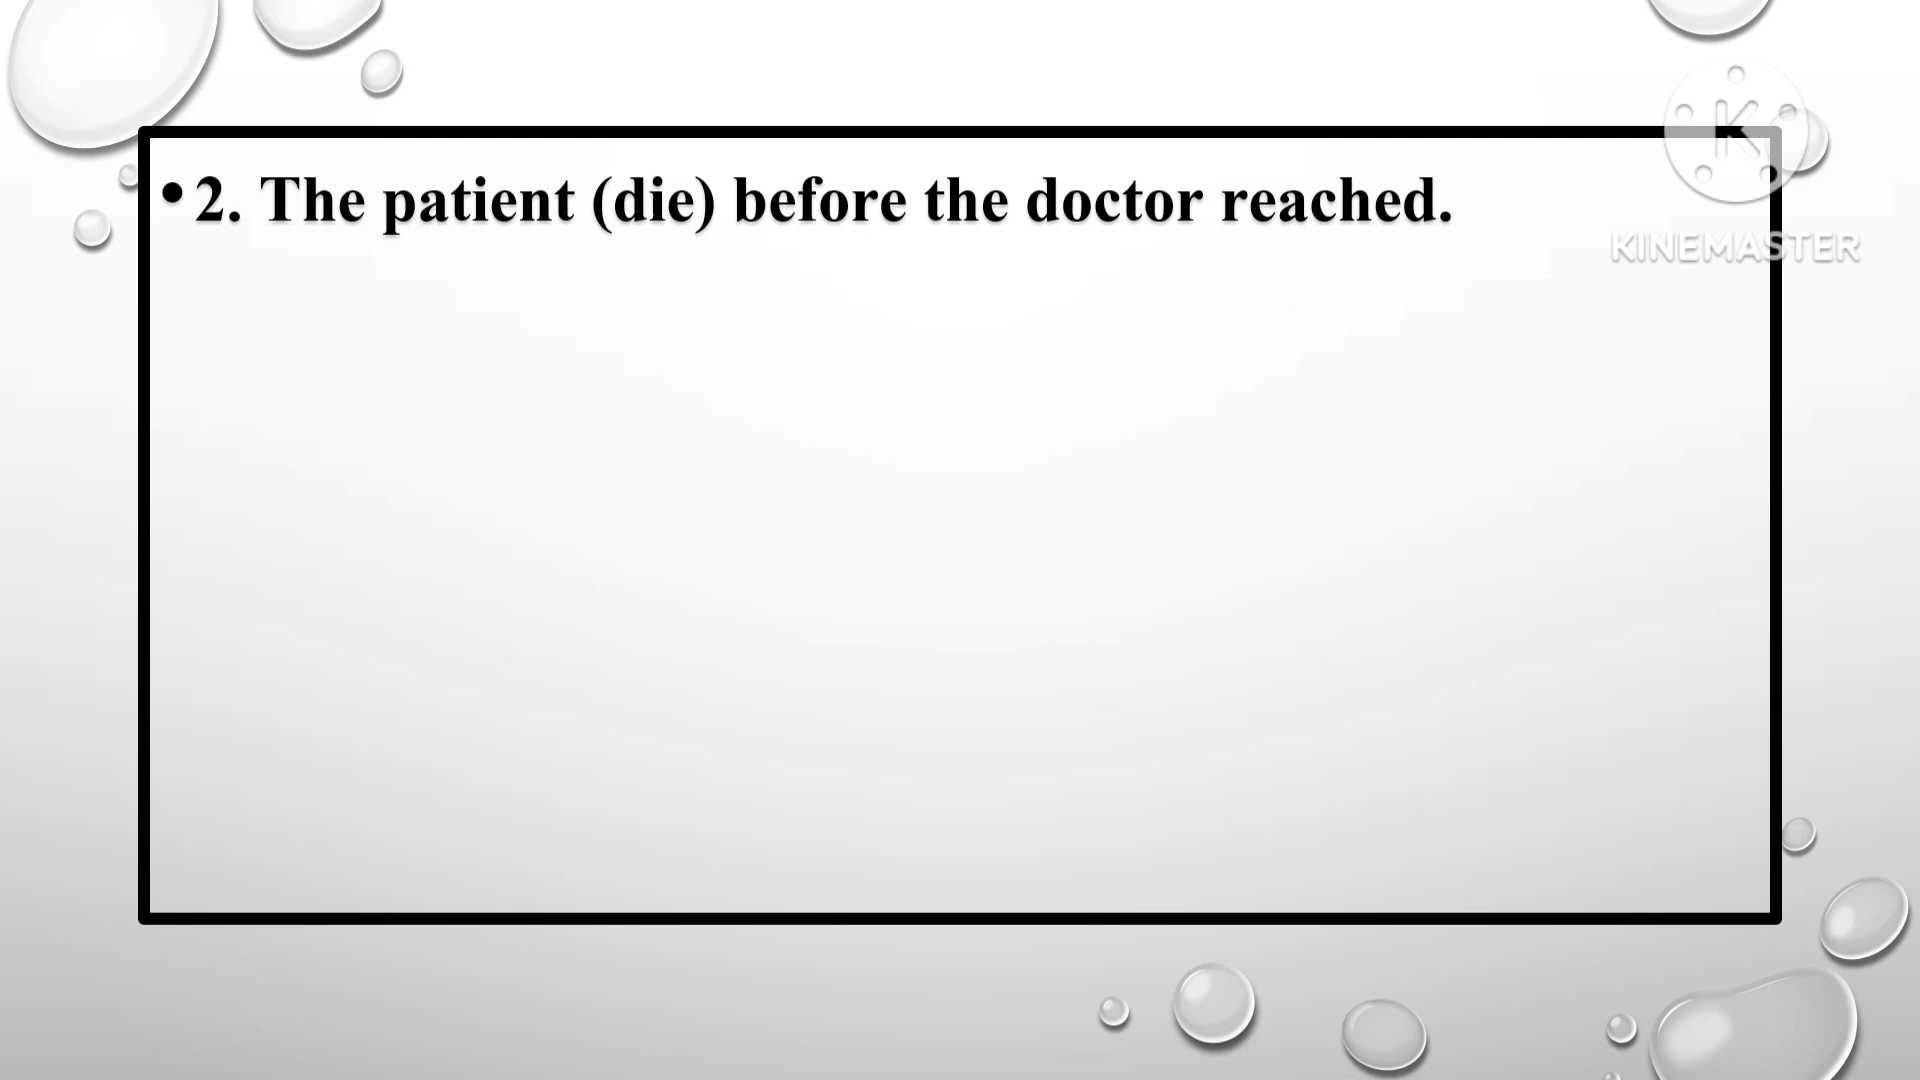 • 2. The patient (die) before the doctor reached.
K
KINEMASTER